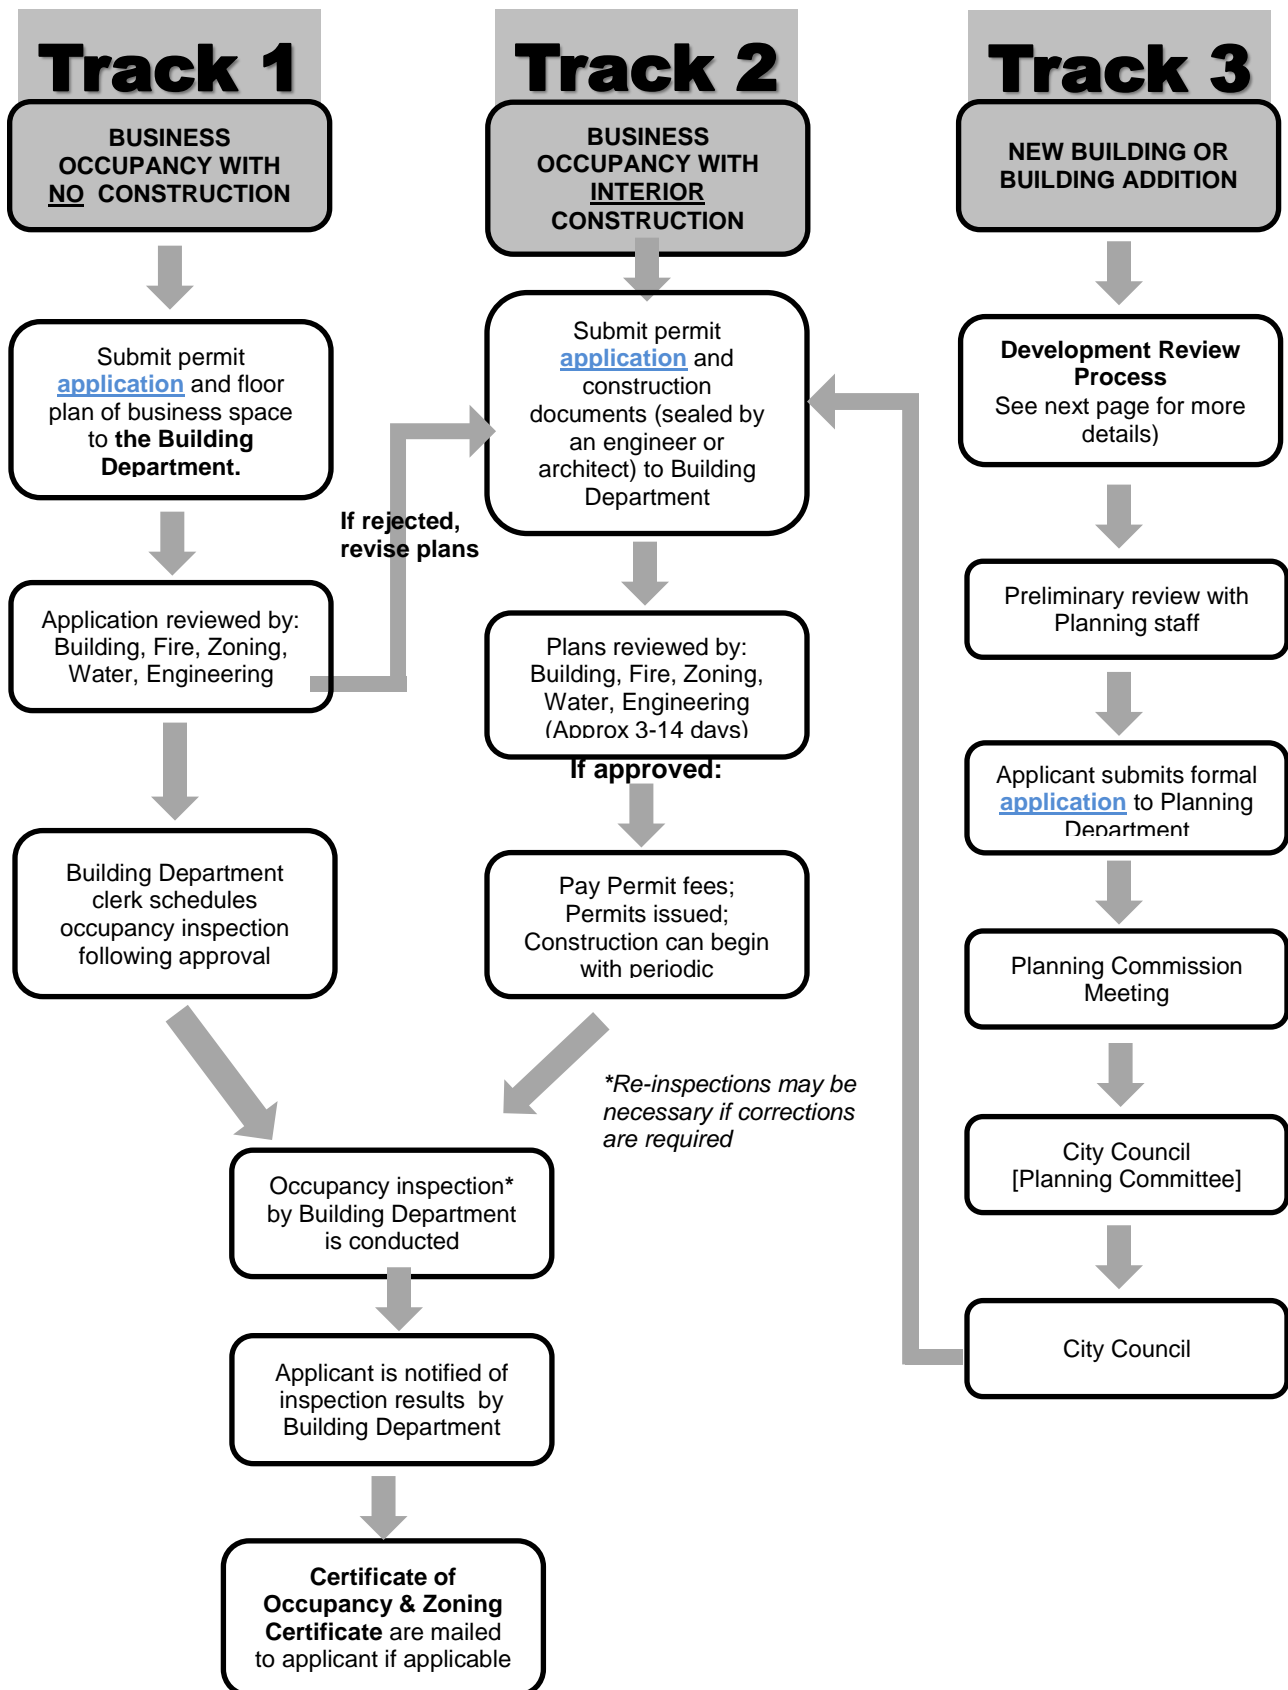 Track 1
BUSINESS
OCCUPANCY WITH
NO CONSTRUCTION
Submit permit
application and floor
plan of business space
to the Building
Department.
Application reviewed by:
Building, Fire, Zoning,
Water, Engineering
If rejected,
revise plans
Building Department
clerk schedules
occupancy inspection
following approval
Track 2
BUSINESS
OCCUPANCY WITH
INTERIOR
CONSTRUCTION
Submit permit
application and
construction
documents (sealed by
an engineer or
architect) to Building
Department
Plans reviewed by:
Building, Fire, Zoning,
Water, Engineering
(Approx 3-14 days)
If approved:
Pay Permit fees;
Permits issued;
Construction can begin
with periodic
*Re-inspections may be
necessary if corrections
are required
Occupancy inspection*
by Building Department
is conducted
Applicant is notified of
inspection results by
Building Department
Certificate of
Occupancy & Zoning
Certificate are mailed
to applicant if applicable
Track 3
NEW BUILDING OR
BUILDING ADDITION
Development Review
Process
See next page for more
details)
Preliminary review with
Planning staff
Applicant submits formal
application to Planning
Department
Planning Commission
Meeting
City Council
[Planning Committee]
City Council